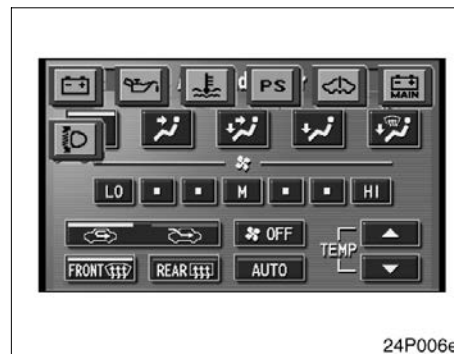 PS
MAIN
LO M HI
OFF
TEMP
FRONT REAR AUTO
24P006e